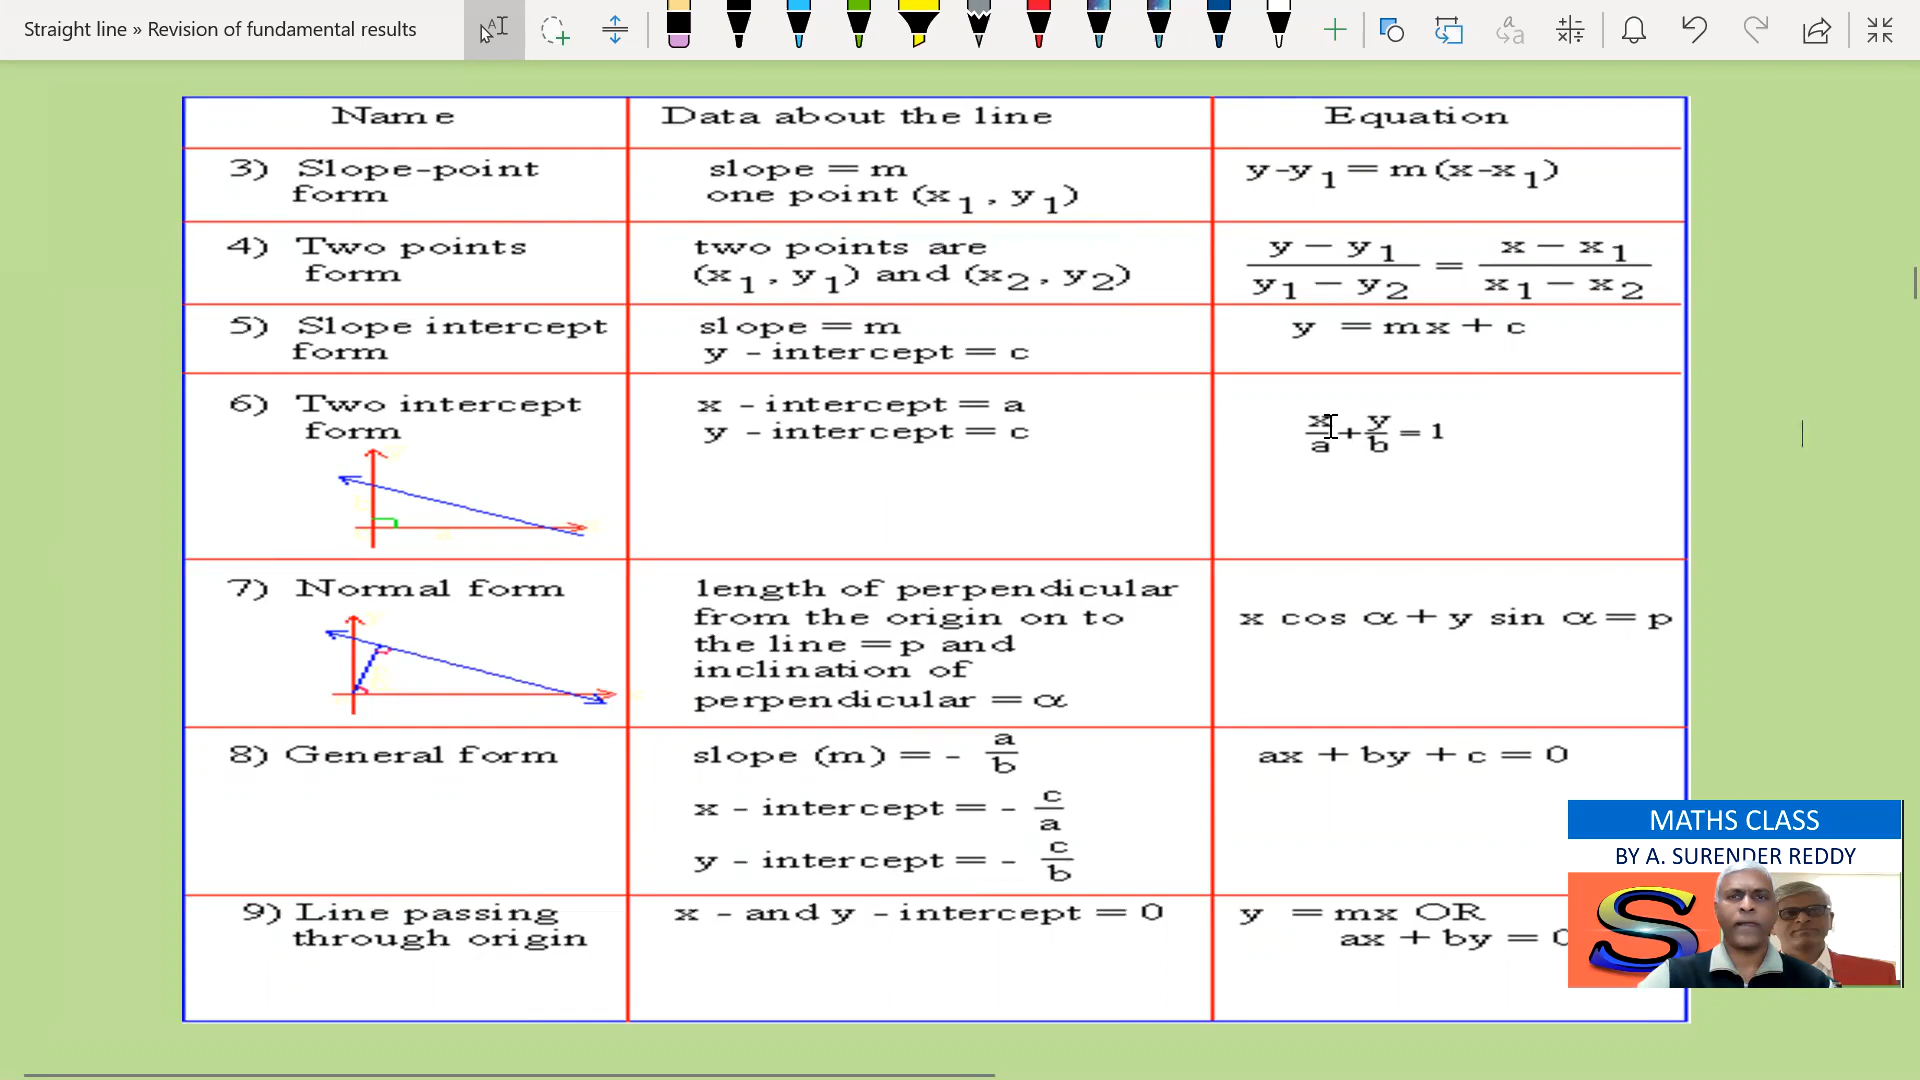 Straight line » Revision of fundamental results
Name Data about the line Equation
3) Slope-point form
slope = m
one point (x₁ , y₁)
y-y₁ = m(x-x₁)
4) Two points form
two points are
(x₁ , y₁) and (x₂ , y₂)
y − y₁ / y₁ − y₂ = x − x₁ / x₁ − x₂
5) Slope intercept form
slope = m
y - intercept = c
y = mx + c
6) Two intercept form
x - intercept = a
y - intercept = c
x/a + y/b = 1
7) Normal form
length of perpendicular
from the origin on to
the line = p and
inclination of
perpendicular = α
x cos α + y sin α = p
8) General form
slope (m) = - a/b
x - intercept = - c/a
y - intercept = - c/b
ax + by + c = 0
9) Line passing through origin
x - and y - intercept = 0
y = mx OR
ax + by = 0
MATHS CLASS
BY A. SURENDER REDDY
S